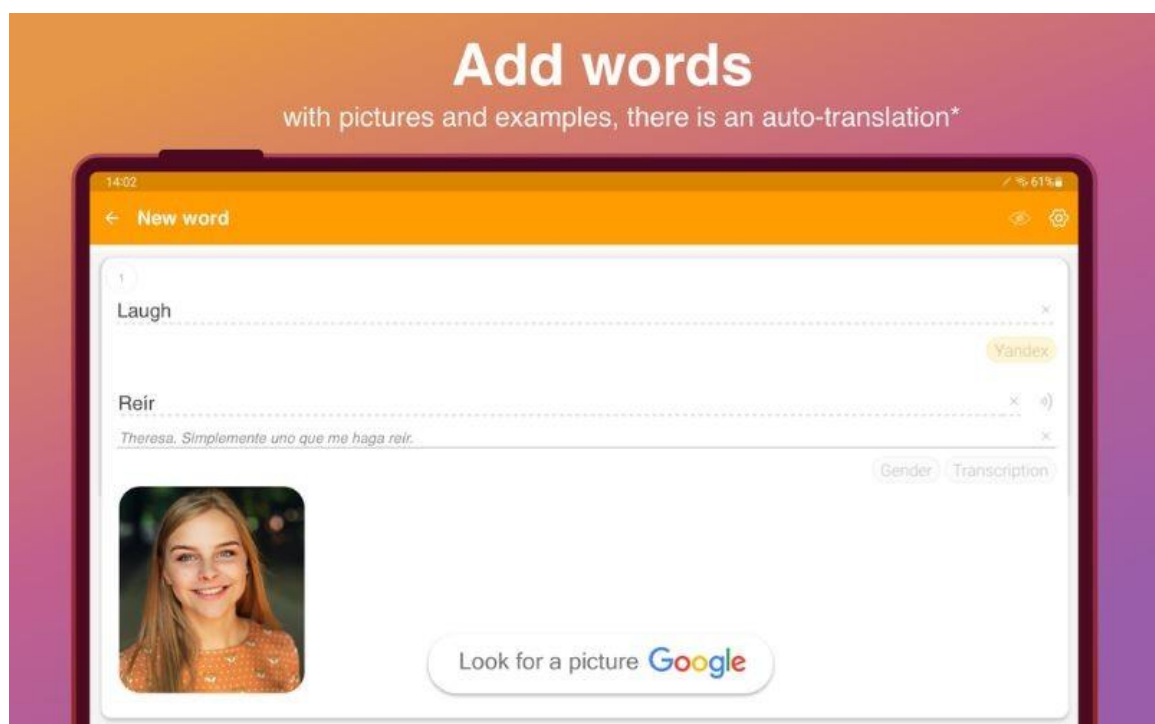 Add words
with pictures and examples, there is an auto-translation*
14:02
61%
New word
1
Laugh
Yandex
Reír
Theresa. Simplemente uno que me haga reír.
Gender Transcription
Look for a picture Google